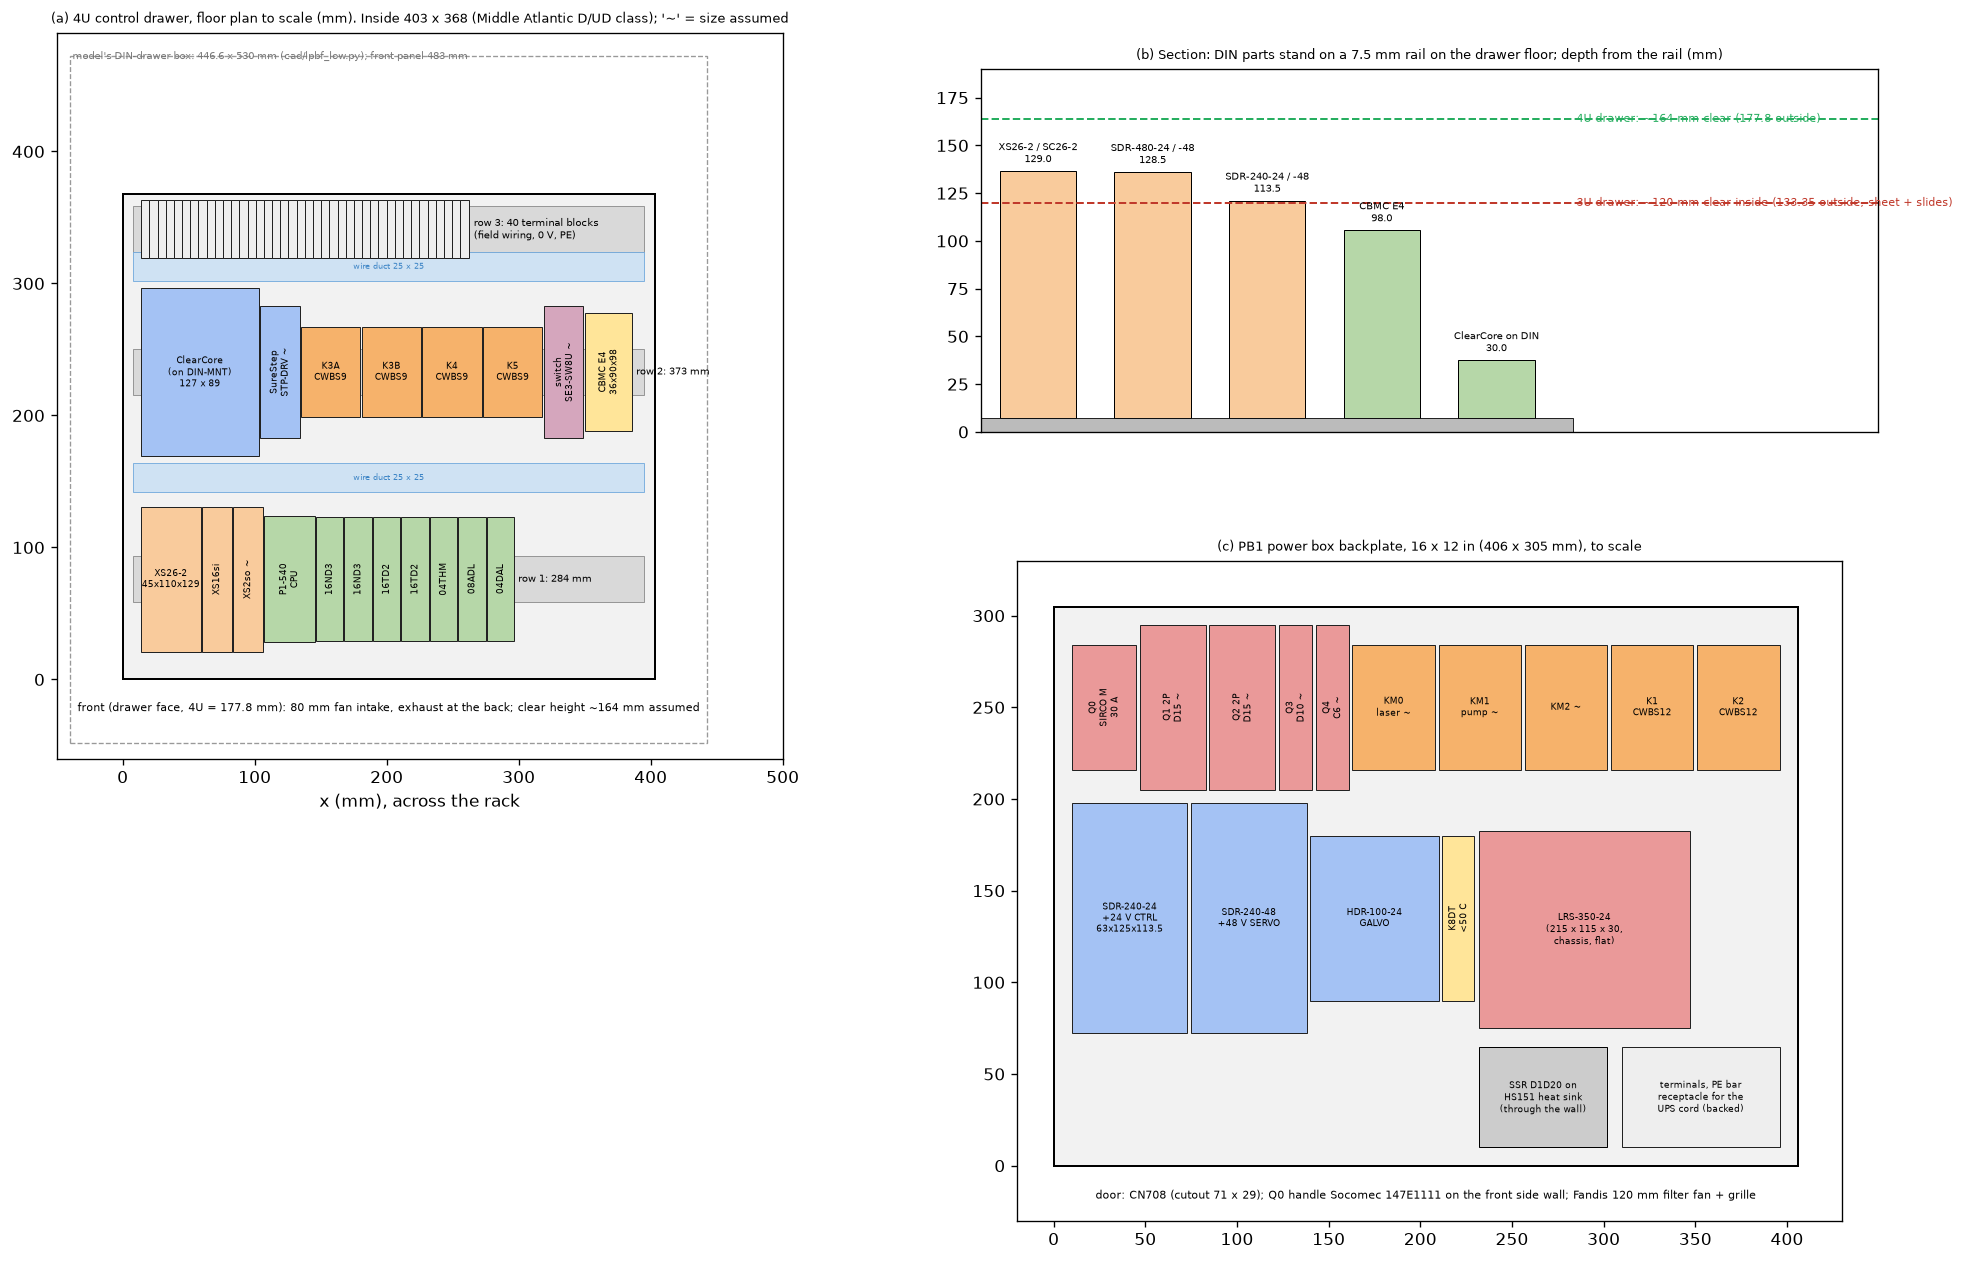 (a) 4U control drawer, floor plan to scale (mm). Inside 403 x 368 (Middle Atlantic D/UD class); '~' = size assumed
model's DIN-drawer box: 446.6 x 530 mm (cad/lpbf_low.py); front panel 483 mm
400
300
200
100
0
row 3: 40 terminal blocks
(field wiring, 0 V, PE)
wire duct 25 x 25
ClearCore
(on DIN-MNT)
127 x 89
SureStep
STP-DRV ~
K3A
CWBS9
K3B
CWBS9
K4
CWBS9
K5
CWBS9
switch
SE3-SW8U ~
CBMC E4
36x90x98
row 2: 373 mm
wire duct 25 x 25
XS26-2
45x110x129
XS16si
XS2so ~
P1-540
CPU
16ND3
16ND3
16TD2
16TD2
04THM
08ADL
04DAL
row 1: 284 mm
front (drawer face, 4U = 177.8 mm): 80 mm fan intake, exhaust at the back; clear height ~164 mm assumed
0
100
200
300
400
500
x (mm), across the rack
(b) Section: DIN parts stand on a 7.5 mm rail on the drawer floor; depth from the rail (mm)
175
150
125
100
75
50
25
0
4U drawer: ~164 mm clear (177.8 outside)
XS26-2 / SC26-2
129.0
SDR-480-24 / -48
128.5
SDR-240-24 / -48
113.5
3U drawer: ~120 mm clear inside (133.35 outside, sheet + slides)
CBMC E4
98.0
ClearCore on DIN
30.0
(c) PB1 power box backplate, 16 x 12 in (406 x 305 mm), to scale
300
250
200
150
100
50
0
Q0
SIRCO M
30 A
Q1 2P
D15 ~
Q2 2P
D15 ~
Q3
D10 ~
Q4
C6 ~
KM0
laser ~
KM1
pump ~
KM2 ~
K1
CWBS12
K2
CWBS12
SDR-240-24
+24 V CTRL
63x125x113.5
SDR-240-48
+48 V SERVO
HDR-100-24
GALVO
K8DT
<50 C
LRS-350-24
(215 x 115 x 30,
chassis, flat)
SSR D1D20 on
HS151 heat sink
(through the wall)
terminals, PE bar
receptacle for the
UPS cord (backed)
door: CN708 (cutout 71 x 29); Q0 handle Socomec 147E1111 on the front side wall; Fandis 120 mm filter fan + grille
0
50
100
150
200
250
300
350
400